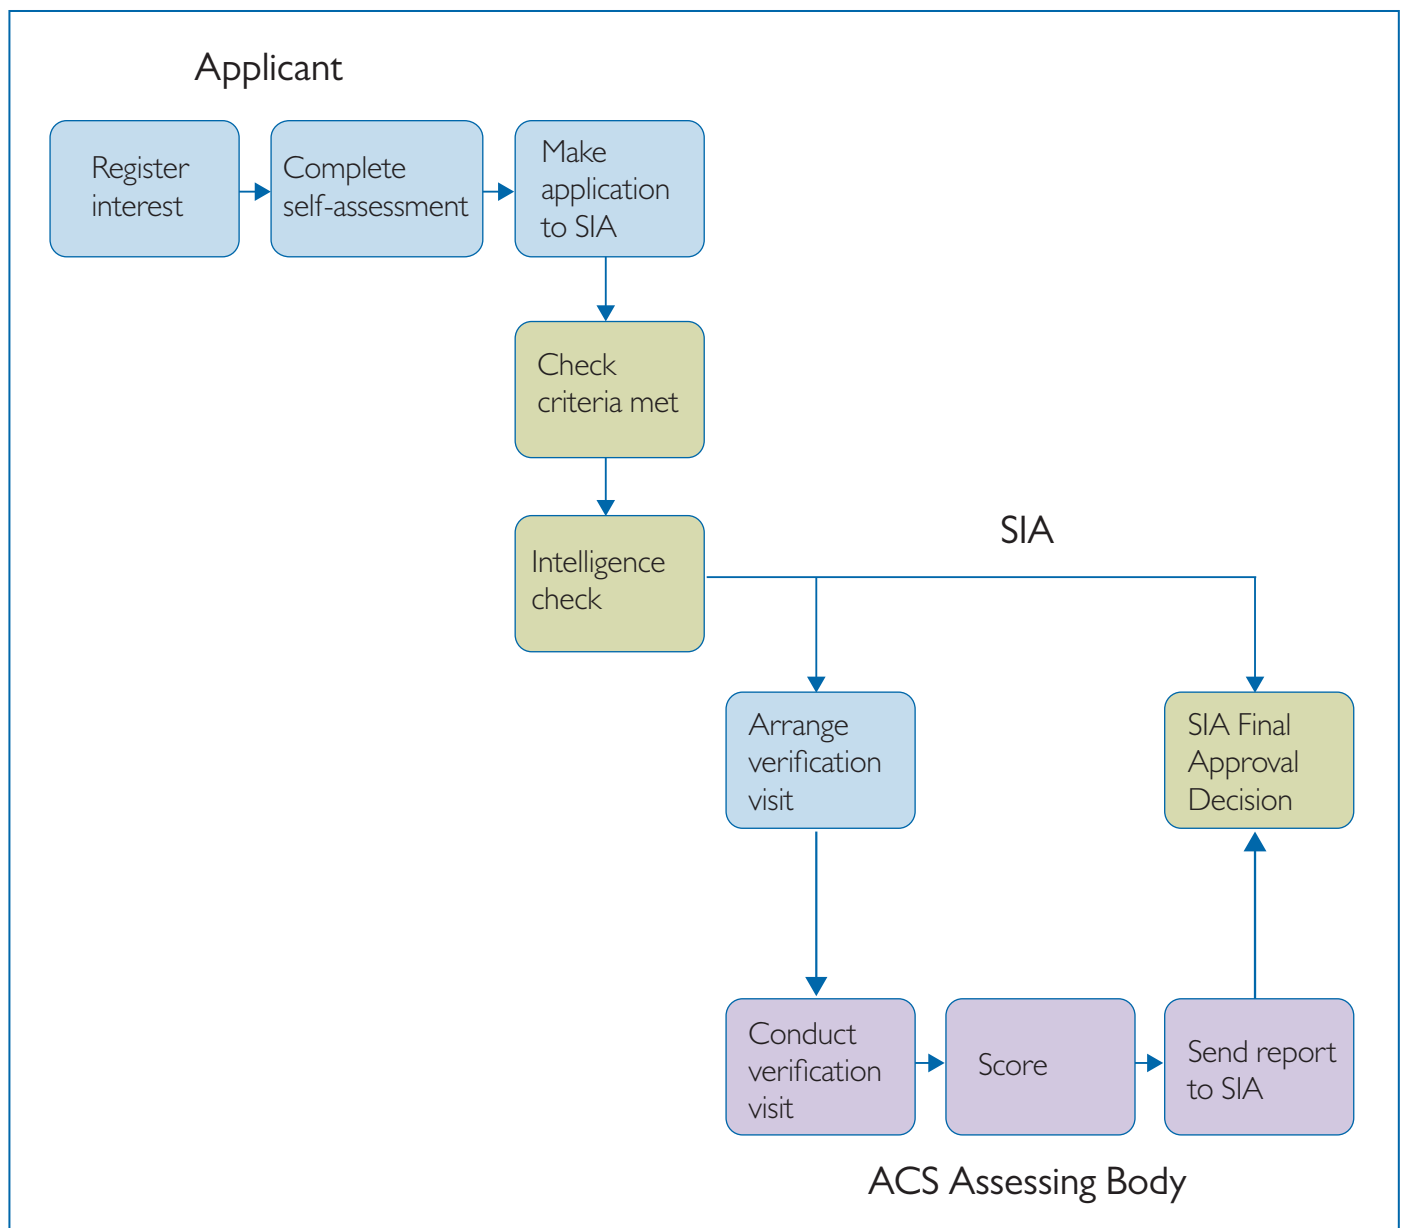 Applicant
Register
interest
Complete
self-assessment
Make
application
to SIA
Check
criteria met
Intelligence
check
SIA
Arrange
verification
visit
SIA Final
Approval
Decision
Conduct
verification
visit
Score
Send report
to SIA
ACS Assessing Body